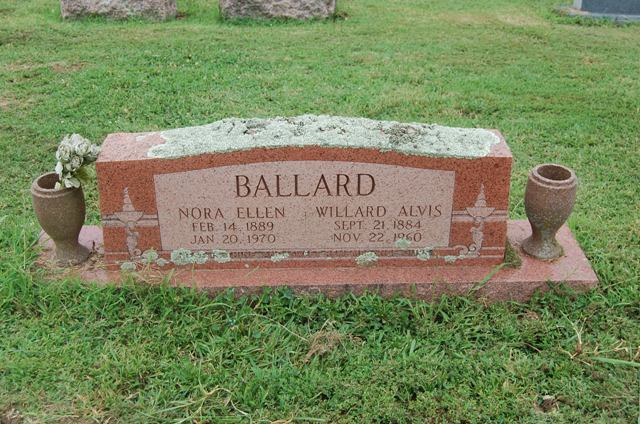 BALLARD
NORA ELLEN
FEB. 14, 1889
JAN. 20, 1970
WILLARD ALVIS
SEPT. 21, 1884
NOV. 22, 1960